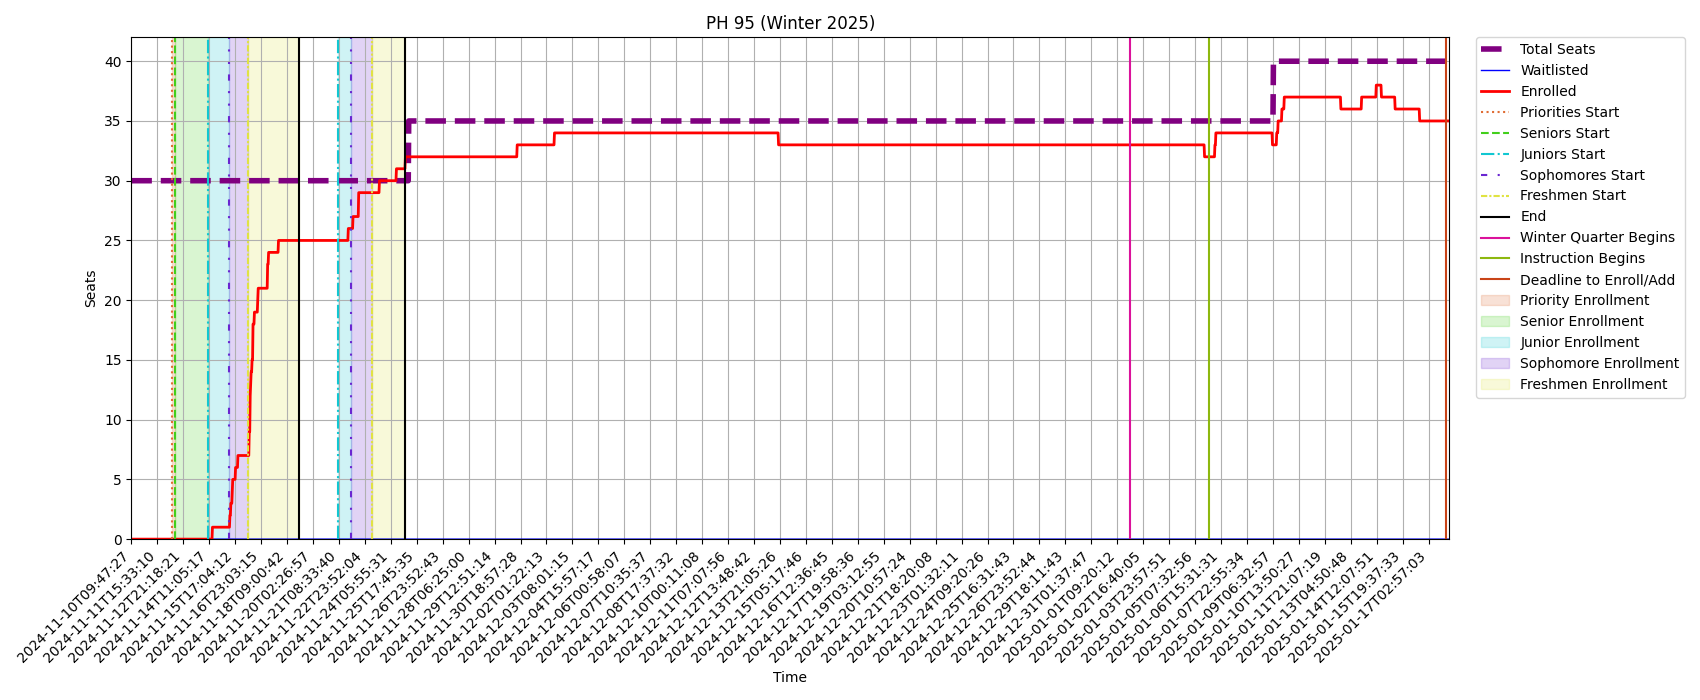 PH 95 (Winter 2025)
Seats
40
35
30
25
20
15
10
5
0
2024-11-10T09:47:27
2024-11-11T15:33:10
2024-11-12T21:18:21
2024-11-14T11:05:17
2024-11-15T17:04:12
2024-11-16T23:03:15
2024-11-18T09:00:42
2024-11-20T02:26:57
2024-11-21T08:33:40
2024-11-22T23:52:04
2024-11-24T05:55:31
2024-11-25T17:45:35
2024-11-26T23:52:43
2024-11-28T06:25:00
2024-11-29T12:51:14
2024-11-30T18:57:28
2024-12-02T01:22:13
2024-12-03T08:01:15
2024-12-04T15:57:17
2024-12-06T00:58:07
2024-12-07T10:35:37
2024-12-08T17:37:32
2024-12-10T00:11:08
2024-12-11T07:07:56
2024-12-12T13:48:42
2024-12-13T21:05:26
2024-12-15T05:17:46
2024-12-16T12:36:45
2024-12-17T19:58:36
2024-12-19T03:12:55
2024-12-20T10:57:24
2024-12-21T18:20:08
2024-12-23T01:32:11
2024-12-24T09:20:26
2024-12-25T16:31:43
2024-12-26T23:52:44
2024-12-29T18:11:43
2024-12-31T01:37:47
2025-01-01T09:20:12
2025-01-02T16:40:05
2025-01-03T23:57:51
2025-01-05T07:32:56
2025-01-06T15:31:31
2025-01-07T22:55:34
2025-01-09T06:32:57
2025-01-10T13:50:27
2025-01-11T21:07:19
2025-01-13T04:50:48
2025-01-14T12:07:51
2025-01-15T19:37:33
2025-01-17T02:57:03
Time
Total Seats
Waitlisted
Enrolled
Priorities Start
Seniors Start
Juniors Start
Sophomores Start
Freshmen Start
End
Winter Quarter Begins
Instruction Begins
Deadline to Enroll/Add
Priority Enrollment
Senior Enrollment
Junior Enrollment
Sophomore Enrollment
Freshmen Enrollment